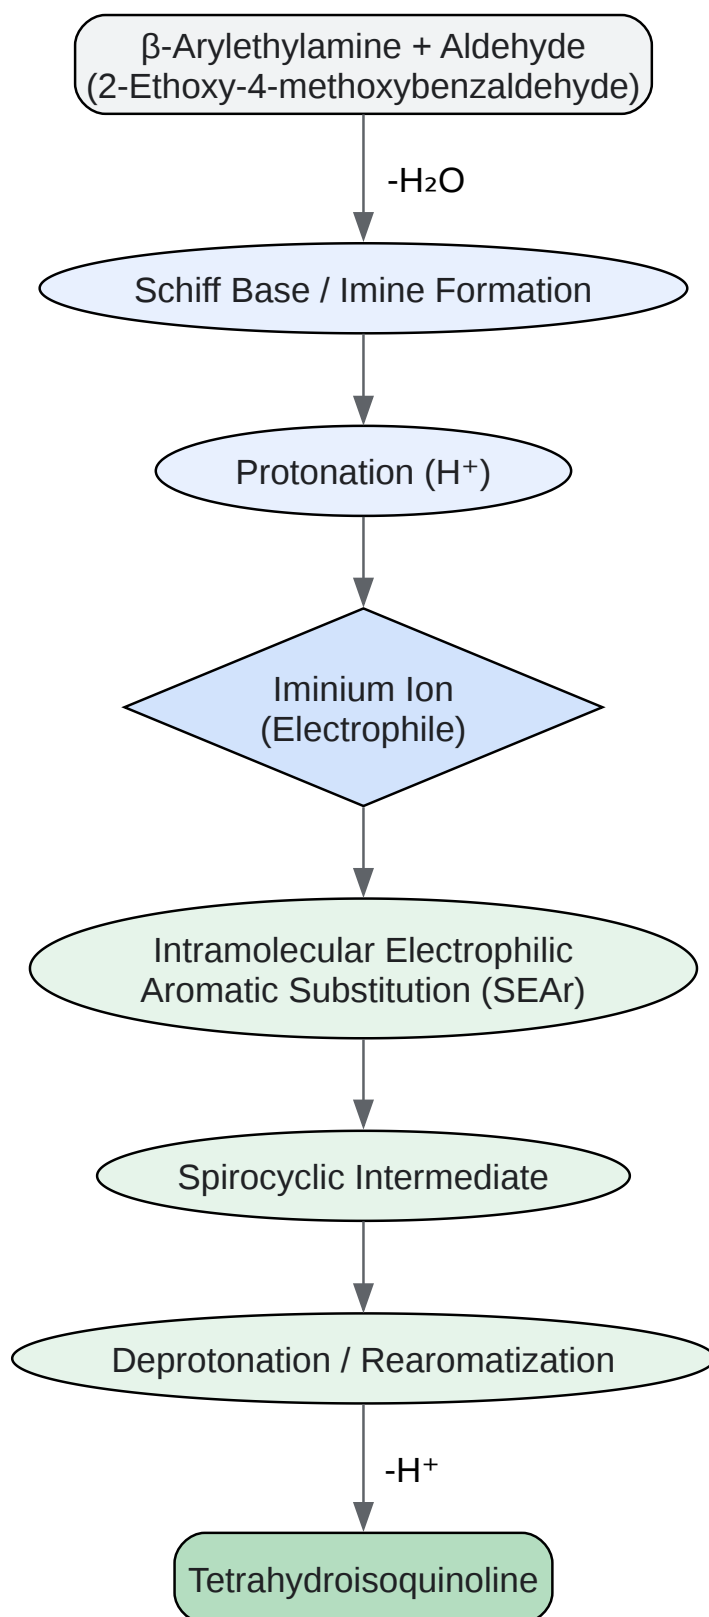 β-Arylethylamine + Aldehyde
(2-Ethoxy-4-methoxybenzaldehyde)
-H₂O
Schiff Base / Imine Formation
Protonation (H⁺)
Iminium Ion
(Electrophile)
Intramolecular Electrophilic
Aromatic Substitution (SEAr)
Spirocyclic Intermediate
Deprotonation / Rearomatization
-H⁺
Tetrahydroisoquinoline